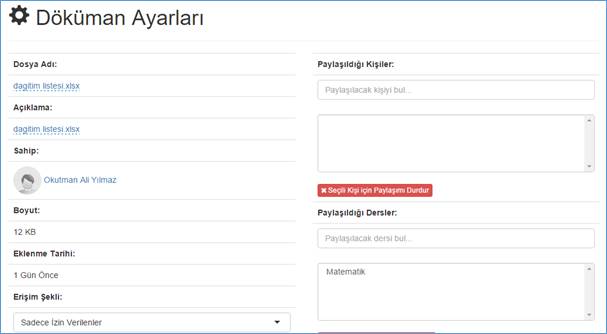 Döküman Ayarları
Dosya Adı:
dagitim listesi.xlsx
Açıklama:
dagitim listesi.xlsx
Sahip:
Okutman Ali Yılmaz
Boyut:
12 KB
Eklenme Tarihi:
1 Gün Önce
Erişim Şekli:
Sadece İzin Verilenler
Paylaşıldığı Kişiler:
Paylaşılacak kişiyi bul...
Seçili Kişi için Paylaşımı Durdur
Paylaşıldığı Dersler:
Paylaşılacak dersi bul...
Matematik